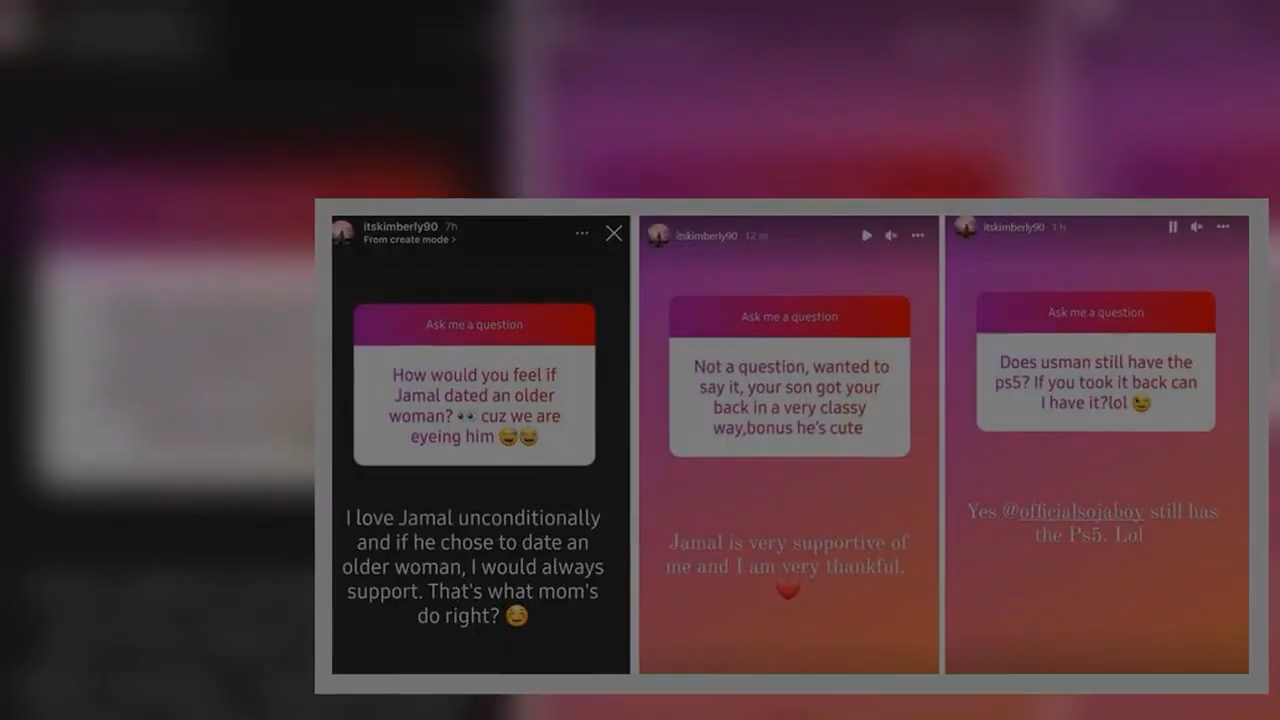 itskimberly90 7h
From create mode >
Ask me a question
How would you feel if
Jamal dated an older
woman? 👀 cuz we are
eyeing him 😅😂
I love Jamal unconditionally
and if he chose to date an
older woman, I would always
support. That's what mom's
do right? ☺️
itskimberly90 12 m
Ask me a question
Not a question, wanted to
say it, your son got your
back in a very classy
way,bonus he's cute
Jamal is very supportive of
me and I am very thankful.
❤️
itskimberly90 1 h
Ask me a question
Does usman still have the
ps5? If you took it back can
I have it?lol 😉
Yes @officialsojaboy still has
the Ps5. Lol